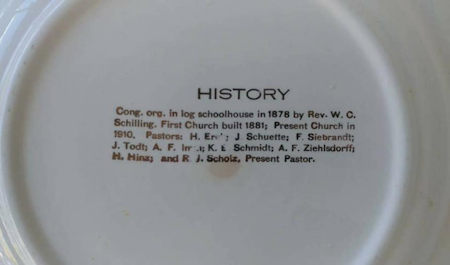 HISTORY
Cong. org. in log schoolhouse in 1878 by Rev. W. C.
Schilling. First Church built 1881; Present Church in
1910. Pastors: H. J. Schuette; F. Siebrandt;
J. Todt; A. F. K. E Schmidt; A. F. Ziehlsdorff;
H. Hinz; and R. J. Scholz, Present Pastor.